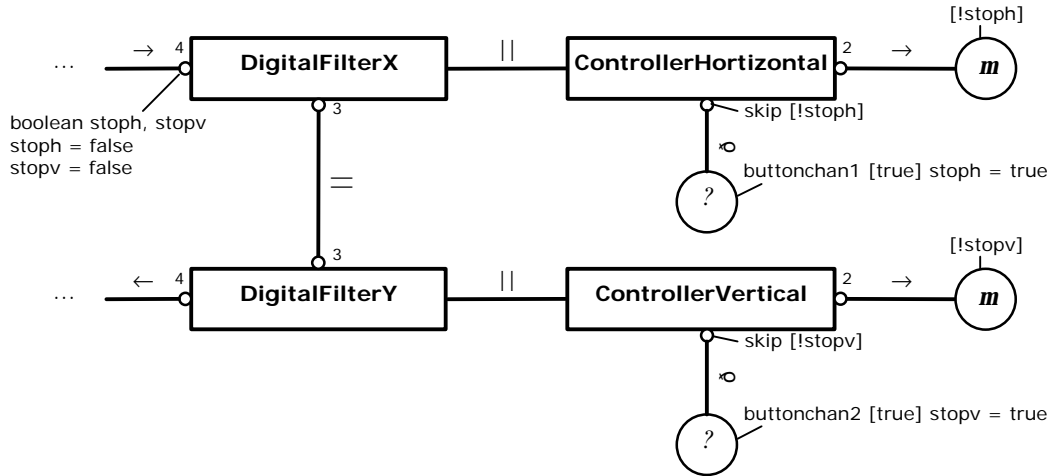 [!stoph]
... → 4 DigitalFilterX || ControllerHortizontal 2 → m
3
boolean stoph, stopv
stoph = false
stopv = false
skip [!stoph]
buttonchan1 [true] stoph = true
?
=
3
[!stopv]
... ← 4 DigitalFilterY || ControllerVertical 2 → m
skip [!stopv]
buttonchan2 [true] stopv = true
?